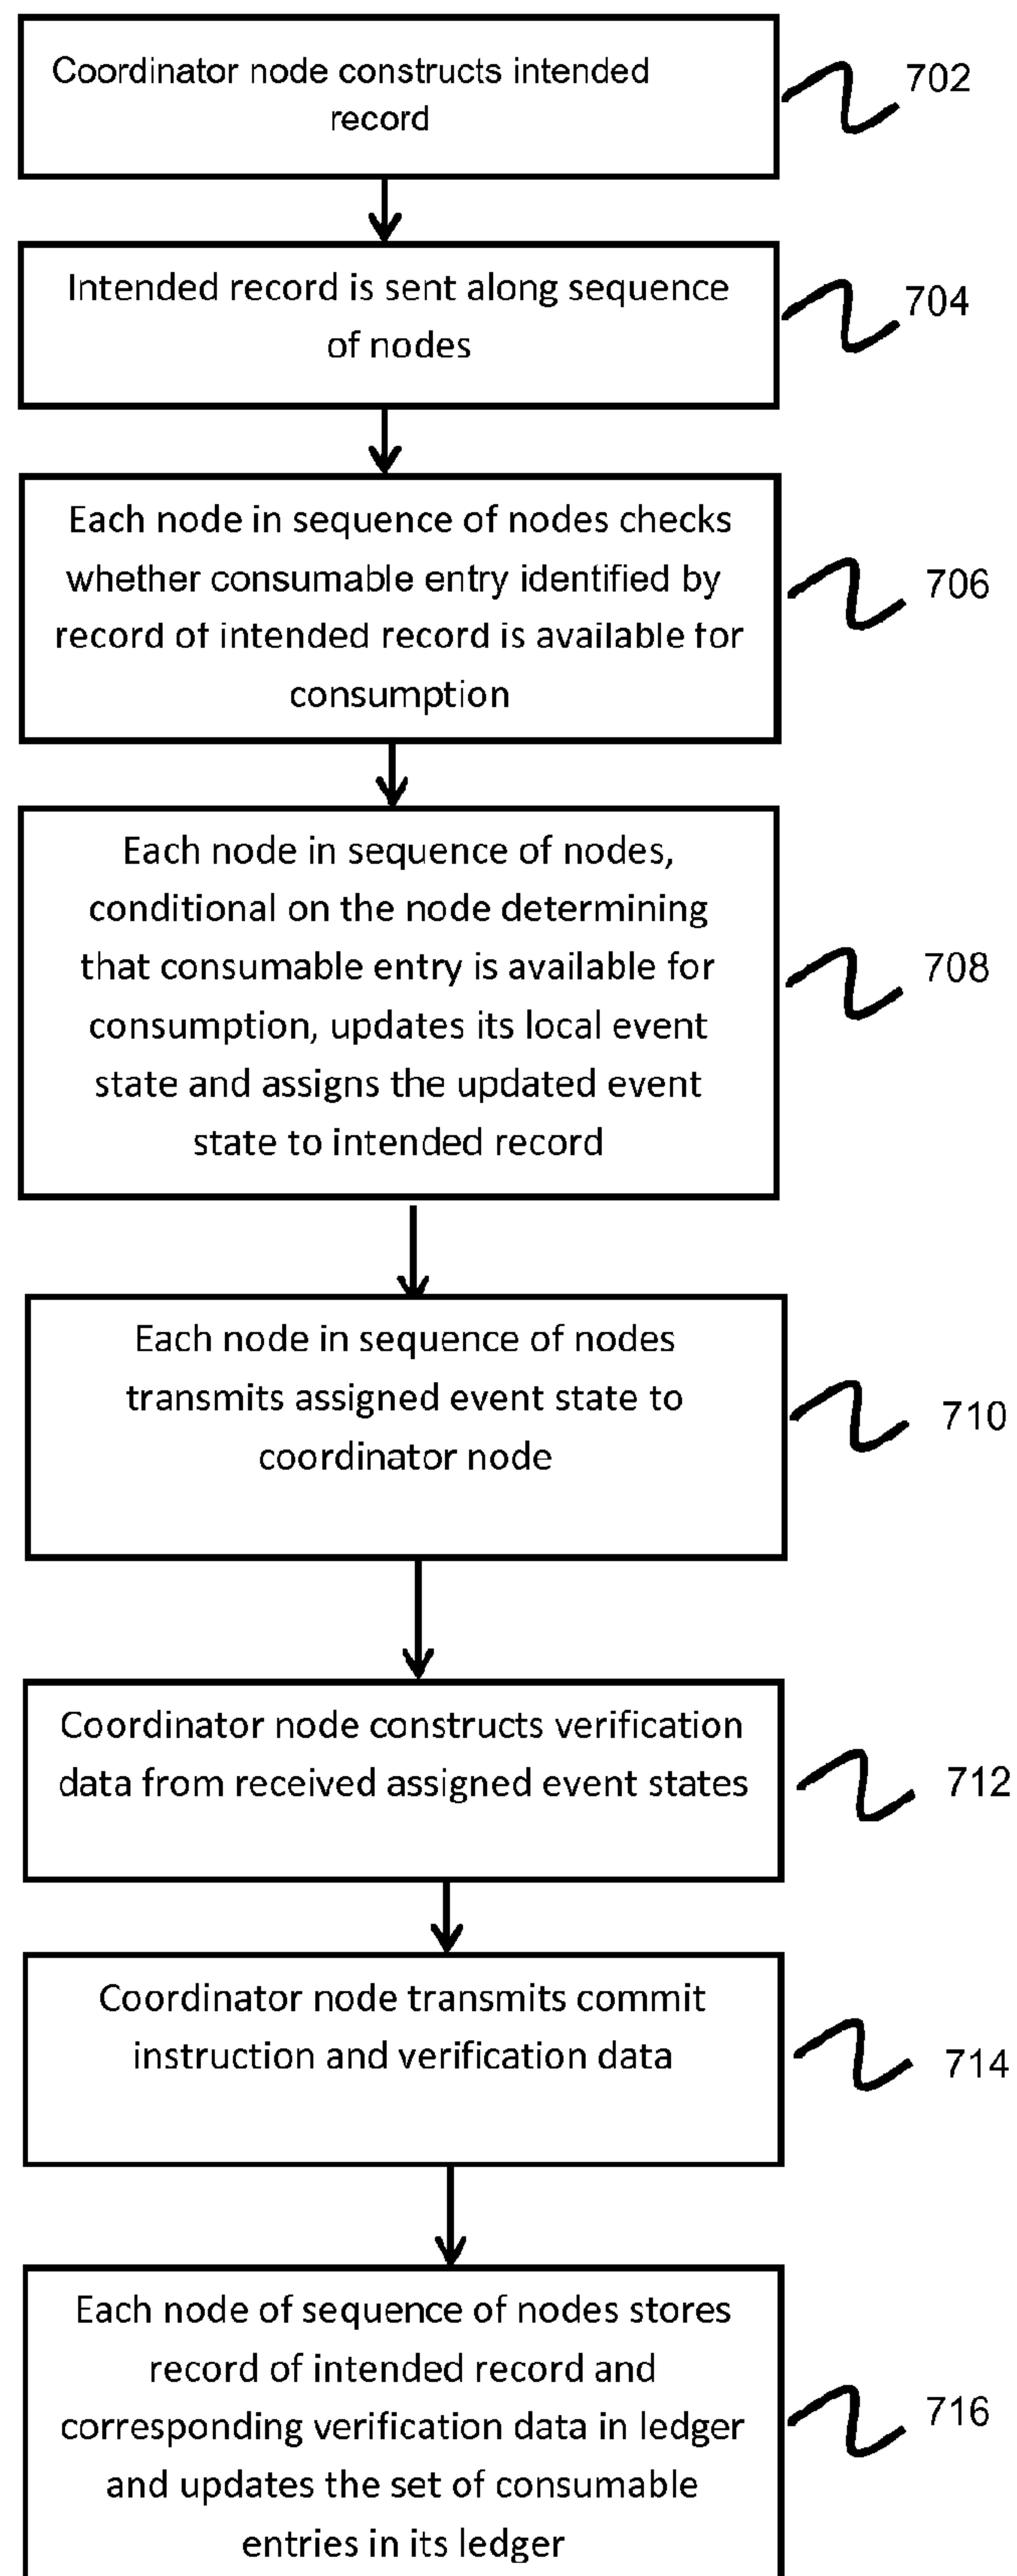 Coordinator node constructs intended
record
702
Intended record is sent along sequence
of nodes
704
Each node in sequence of nodes checks
whether consumable entry identified by
record of intended record is available for
consumption
706
Each node in sequence of nodes,
conditional on the node determining
that consumable entry is available for
consumption, updates its local event
state and assigns the updated event
state to intended record
708
Each node in sequence of nodes
transmits assigned event state to
coordinator node
710
Coordinator node constructs verification
data from received assigned event states
712
Coordinator node transmits commit
instruction and verification data
714
Each node of sequence of nodes stores
record of intended record and
corresponding verification data in ledger
and updates the set of consumable
entries in its ledger
716